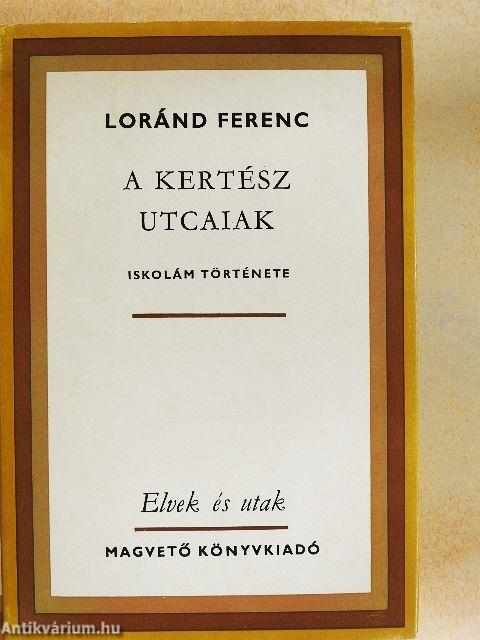 LORÁND FERENC
A KERTÉSZ
UTCAIAK
ISKOLÁM TÖRTÉNETE
Elvek és utak
MAGVETŐ KÖNYVKIADÓ
Antikvárium.hu